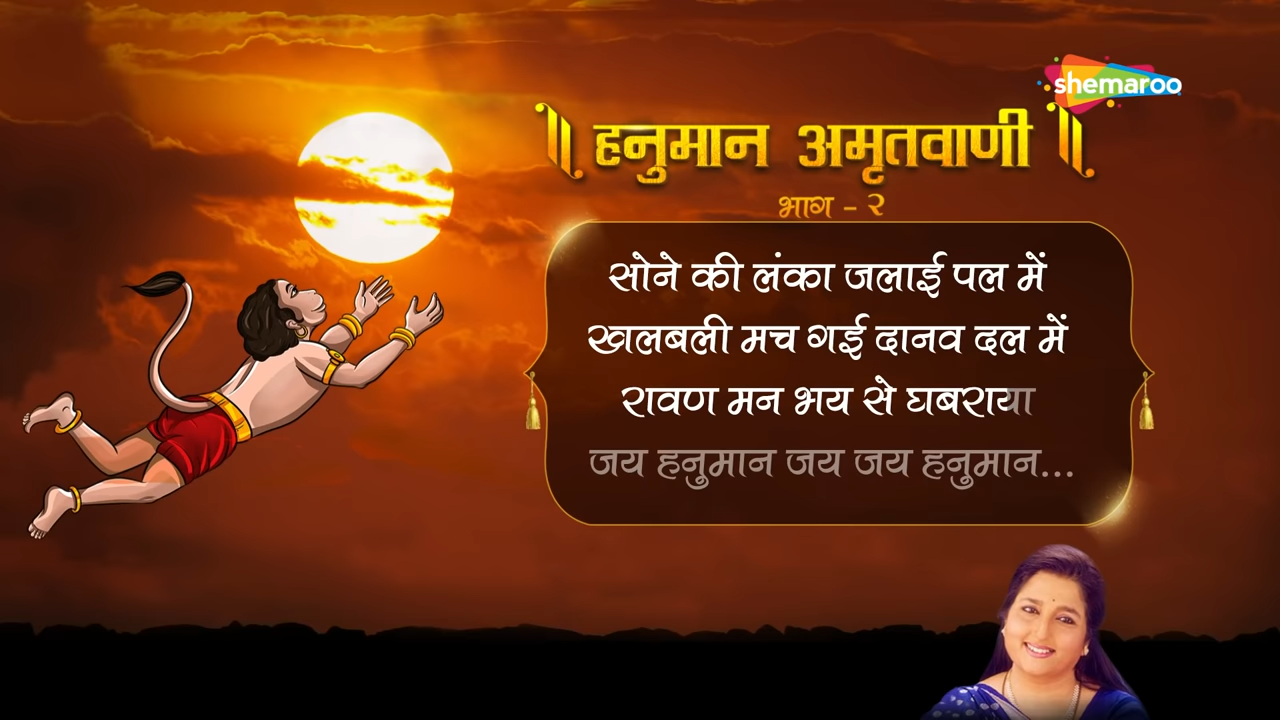 shemaroo
॥ हनुमान अमृतवाणी ॥
भाग - २
सोने की लंका जलाई पल में
खलबली मच गई दानव दल में
रावण मन भय से घबराया
जय हनुमान जय जय हनुमान...